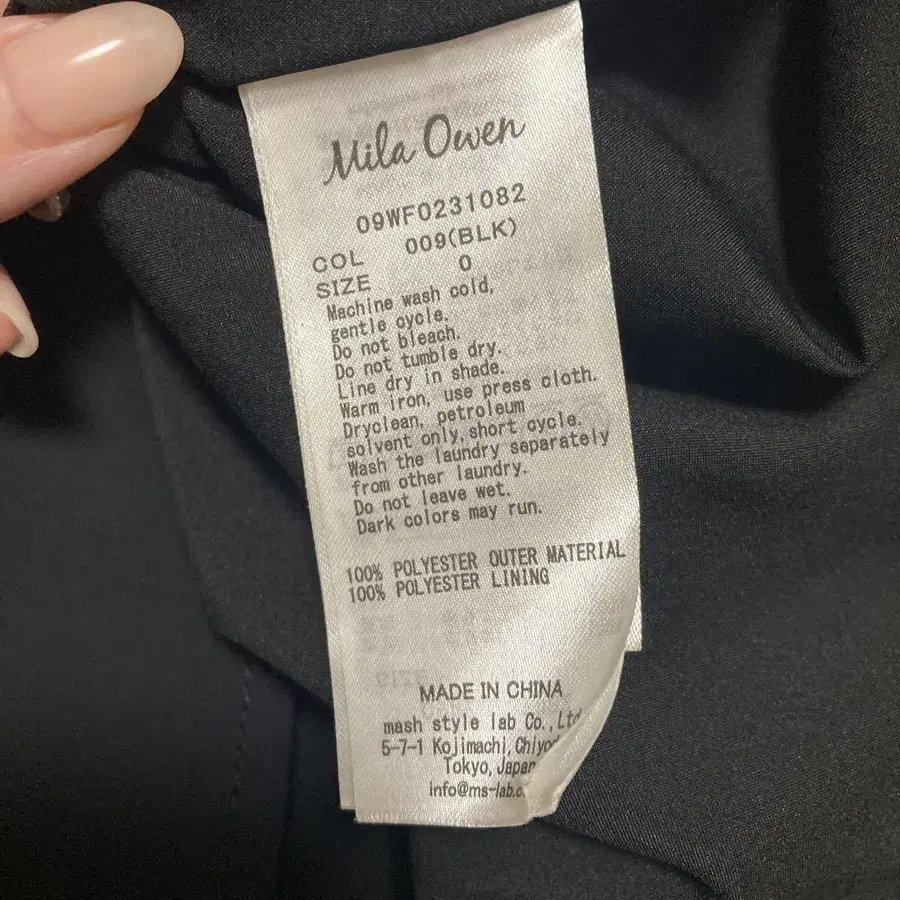 Mila Owen
09WF0231082
COL 009(BLK)
SIZE 0
Machine wash cold,
gentle cycle.
Do not bleach.
Do not tumble dry.
Line dry in shade.
Warm iron, use press cloth.
Dryclean, petroleum
solvent only, short cycle.
Wash the laundry separately
from other laundry.
Do not leave wet.
Dark colors may run.
100% POLYESTER OUTER MATERIAL
100% POLYESTER LINING
MADE IN CHINA
mash style lab Co., Ltd
5-7-1 Kojimachi,
Tokyo, Japan